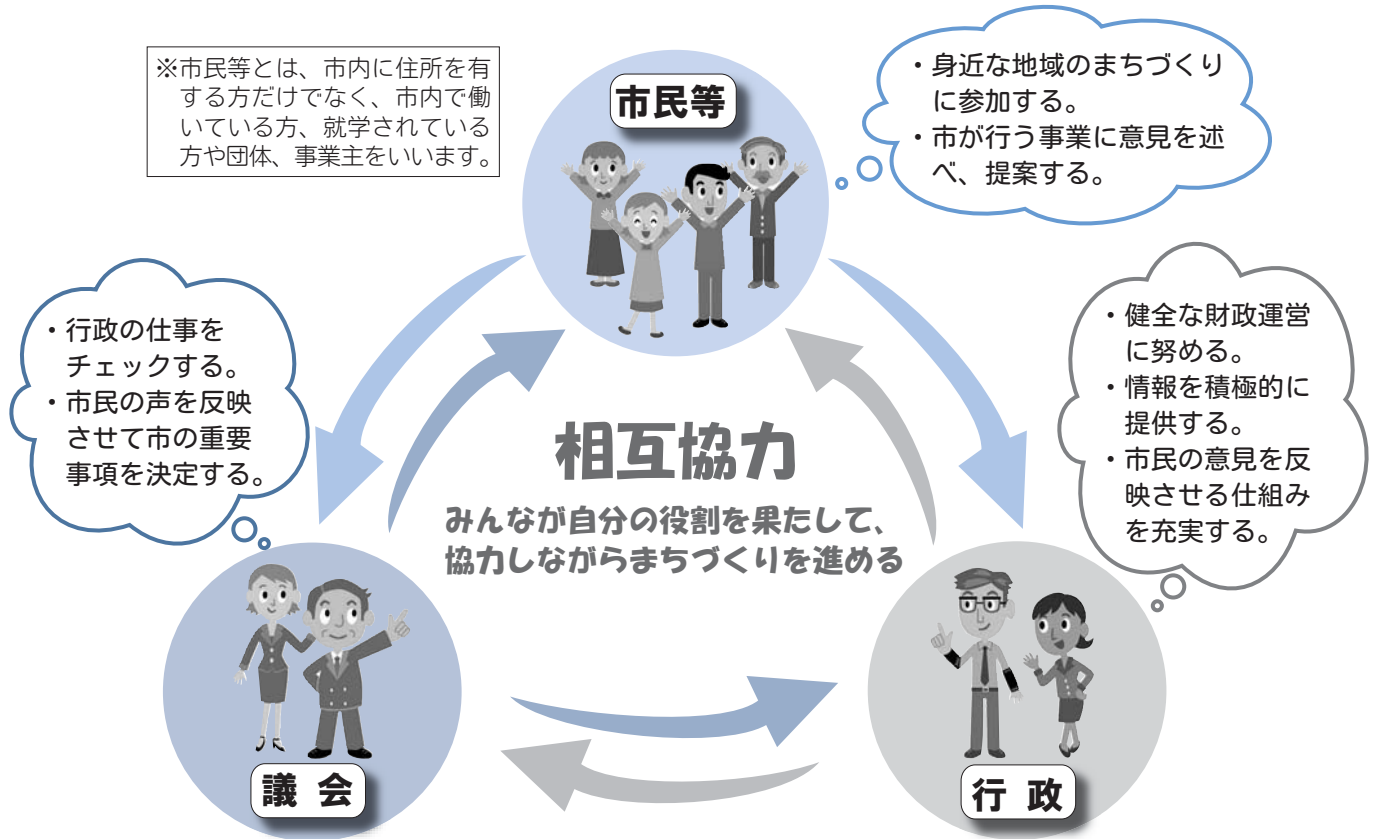 ※市民等とは、市内に住所を有
する方だけでなく、市内で働
いている方、就学されている
方や団体、事業主をいいます。
市民等
・身近な地域のまちづくり
に参加する。
・市が行う事業に意見を述
べ、提案する。
・行政の仕事を
チェックする。
・市民の声を反映
させて市の重要
事項を決定する。
・健全な財政運営
に努める。
・情報を積極的に
提供する。
・市民の意見を反
映させる仕組み
を充実する。
相互協力
みんなが自分の役割を果たして、
協力しながらまちづくりを進める
議 会
行 政